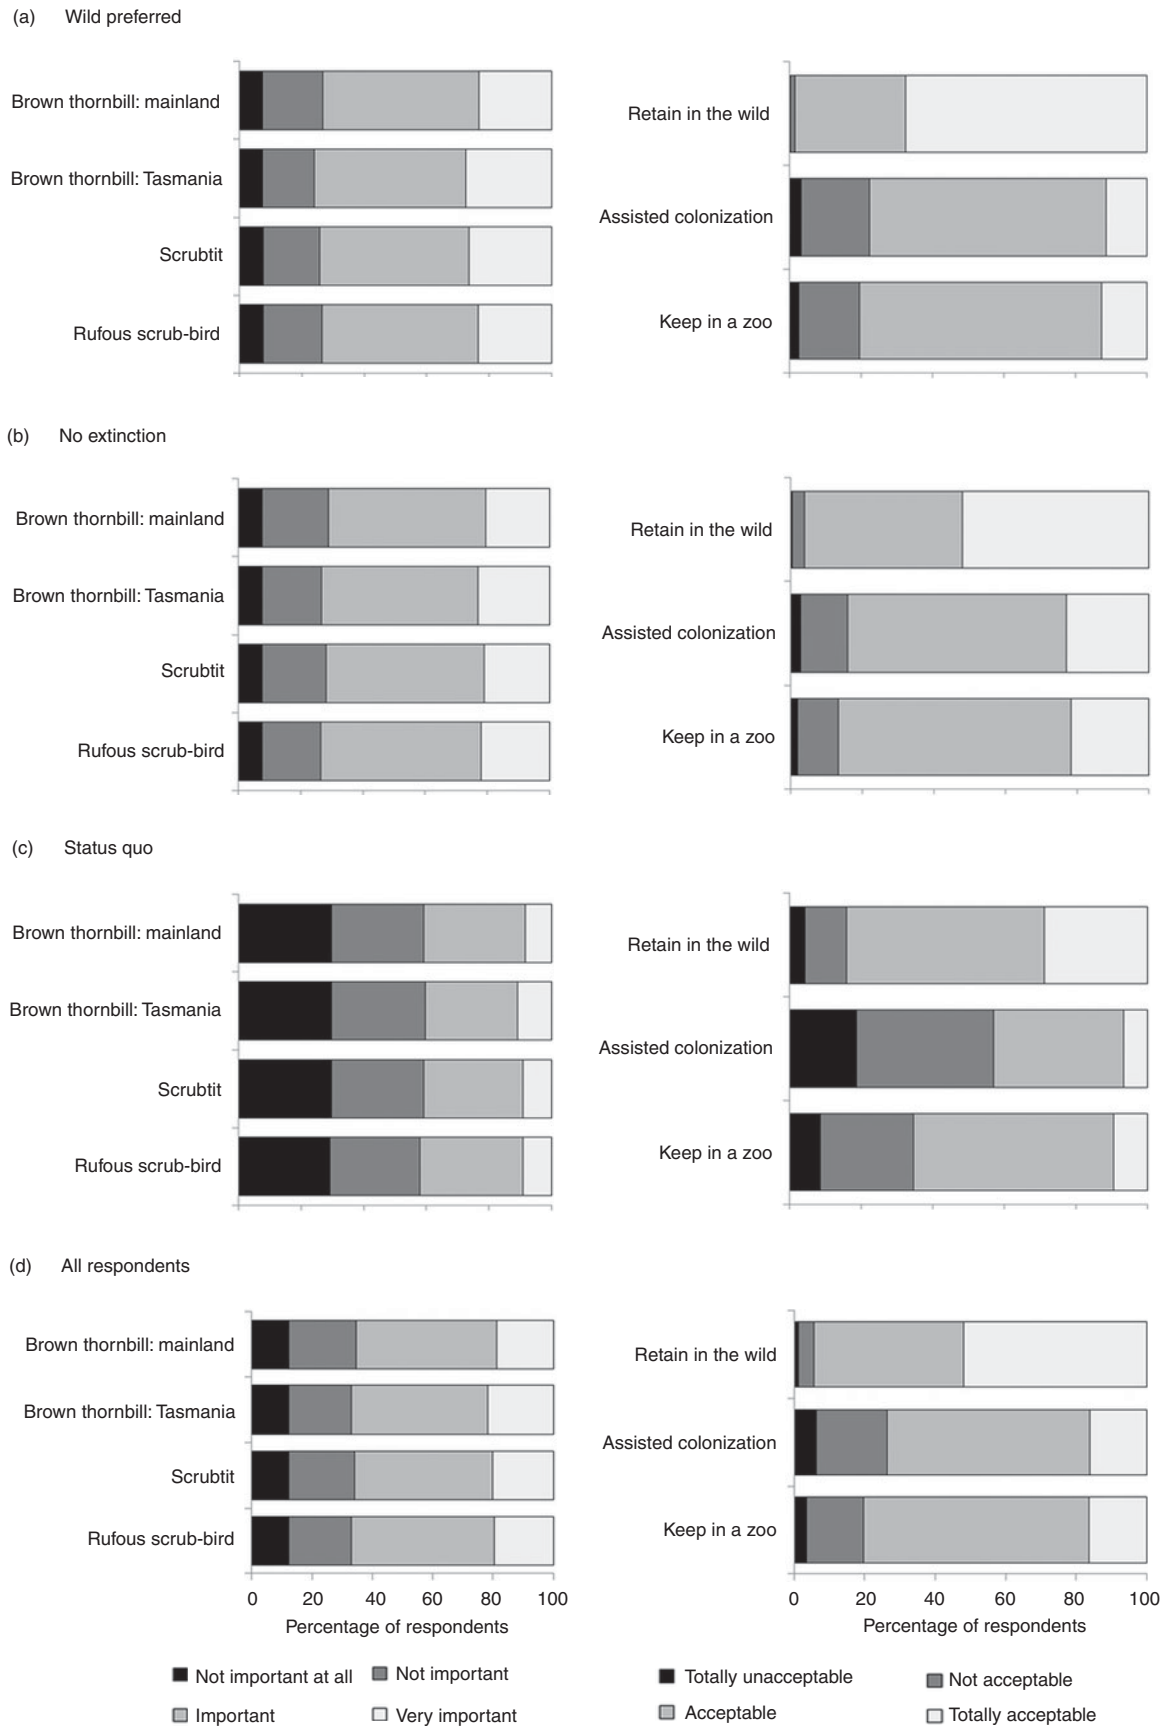 (a) Wild preferred
Brown thornbill: mainland
Brown thornbill: Tasmania
Scrubtit
Rufous scrub-bird
Retain in the wild
Assisted colonization
Keep in a zoo
(b) No extinction
Brown thornbill: mainland
Brown thornbill: Tasmania
Scrubtit
Rufous scrub-bird
Retain in the wild
Assisted colonization
Keep in a zoo
(c) Status quo
Brown thornbill: mainland
Brown thornbill: Tasmania
Scrubtit
Rufous scrub-bird
Retain in the wild
Assisted colonization
Keep in a zoo
(d) All respondents
Brown thornbill: mainland
Brown thornbill: Tasmania
Scrubtit
Rufous scrub-bird
0 20 40 60 80 100
Percentage of respondents
Not important at all Not important
Important Very important
Retain in the wild
Assisted colonization
Keep in a zoo
0 20 40 60 80 100
Percentage of respondents
Totally unacceptable Not acceptable
Acceptable Totally acceptable